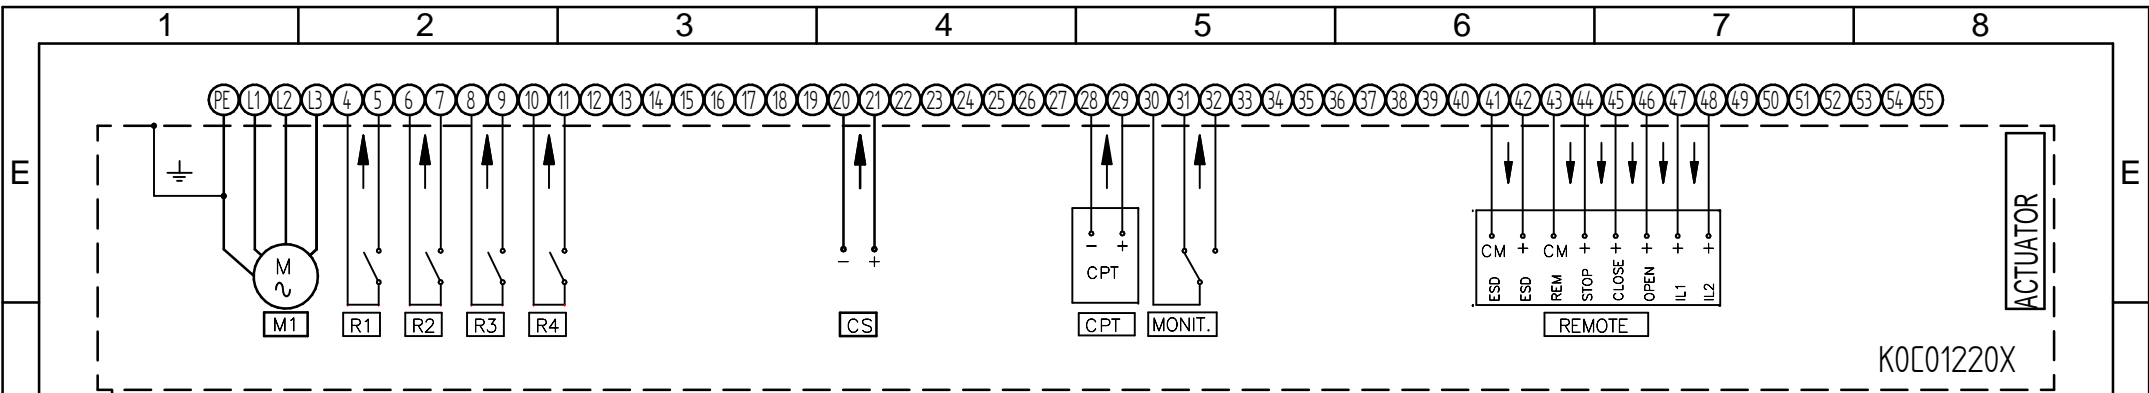 1 2 3 4 5 6 7 8
PE L1 L2 L3 4 5 6 7 8 9 10 11 12 13 14 15 16 17 18 19 20 21 22 23 24 25 26 27 28 29 30 31 32 33 34 35 36 37 38 39 40 41 42 43 44 45 46 47 48 49 50 51 52 53 54 55
E E
ACTUATOR
CM + CM + + + + +
- + - +
M CPT
ESD ESD REM STOP CLOSE OPEN IL1 IL2
M1 R1 R2 R3 R4 CS CPT MONIT. REMOTE
K0C01220X